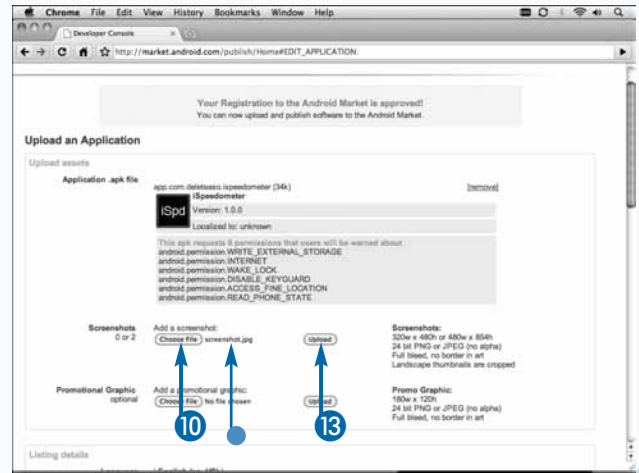 Chrome File Edit View History Bookmarks Window Help
Developer Console
http://market.android.com/publish/Home#EDIT_APPLICATION
Your Registration to the Android Market is approved!
You can now upload and publish software to the Android Market.
Upload an Application
Upload assets
Application .apk file
app.com.deleteaso.ispeedometer (34k) [remove]
iSpd
iSpeedometer
Version: 1.0.0
Localized to: unknown
This apk requests 6 permissions that users will be warned about
android.permission.WRITE_EXTERNAL_STORAGE
android.permission.INTERNET
android.permission.WAKE_LOCK
android.permission.DISABLE_KEYGUARD
android.permission.ACCESS_FINE_LOCATION
android.permission.READ_PHONE_STATE
Screenshots
0 or 2
Add a screenshot:
Choose File screenshot.jpg Upload
Screenshots:
320w x 480h or 480w x 854h
24 bit PNG or JPEG (no alpha)
Full bleed, no border in art
Landscape thumbnails are cropped
Promotional Graphic
optional
Add a promotional graphic:
Choose File No file chosen Upload
Promo Graphic:
180w x 120h
24 bit PNG or JPEG (no alpha)
Full bleed, no border in art
10
13
Listing details